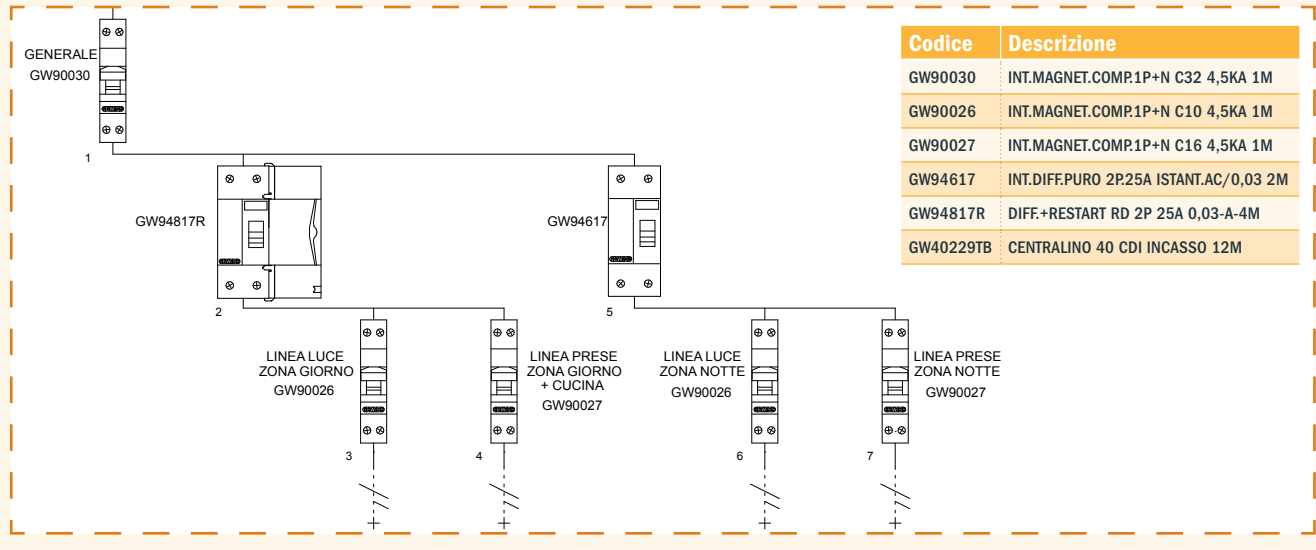 GENERALE
GW90030
1
GW94817R
2
GW94617
5
LINEA LUCE
ZONA GIORNO
GW90026
3
LINEA PRESE
ZONA GIORNO
+ CUCINA
GW90027
4
LINEA LUCE
ZONA NOTTE
GW90026
6
LINEA PRESE
ZONA NOTTE
GW90027
7
Codice Descrizione
GW90030 INT.MAGNET.COMP.1P+N C32 4,5KA 1M
GW90026 INT.MAGNET.COMP.1P+N C10 4,5KA 1M
GW90027 INT.MAGNET.COMP.1P+N C16 4,5KA 1M
GW94617 INT.DIFF.PURO 2P.25A ISTANT.AC/0,03 2M
GW94817R DIFF.+RESTART RD 2P 25A 0,03-A-4M
GW40229TB CENTRALINO 40 CDI INCASSO 12M